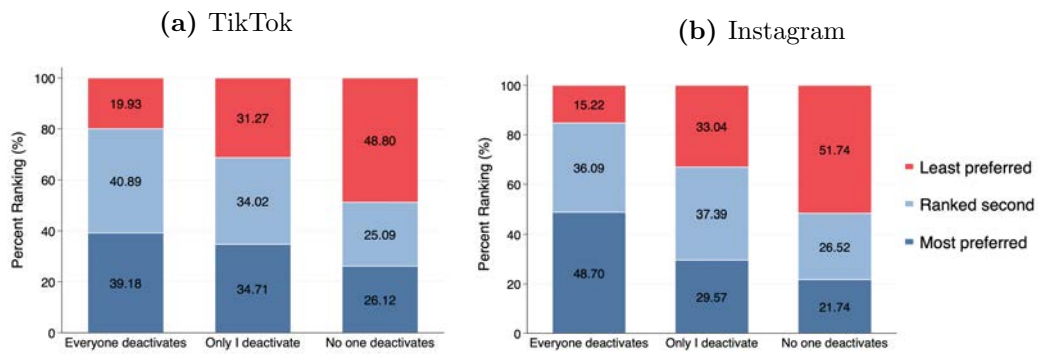 (a) TikTok
Percent Ranking (%)
100
80
60
40
20
0
19.93
40.89
39.18
31.27
34.02
34.71
48.80
25.09
26.12
Everyone deactivates
Only I deactivate
No one deactivates
(b) Instagram
Percent Ranking (%)
100
80
60
40
20
0
15.22
36.09
48.70
33.04
37.39
29.57
51.74
26.52
21.74
Everyone deactivates
Only I deactivate
No one deactivates
Least preferred
Ranked second
Most preferred